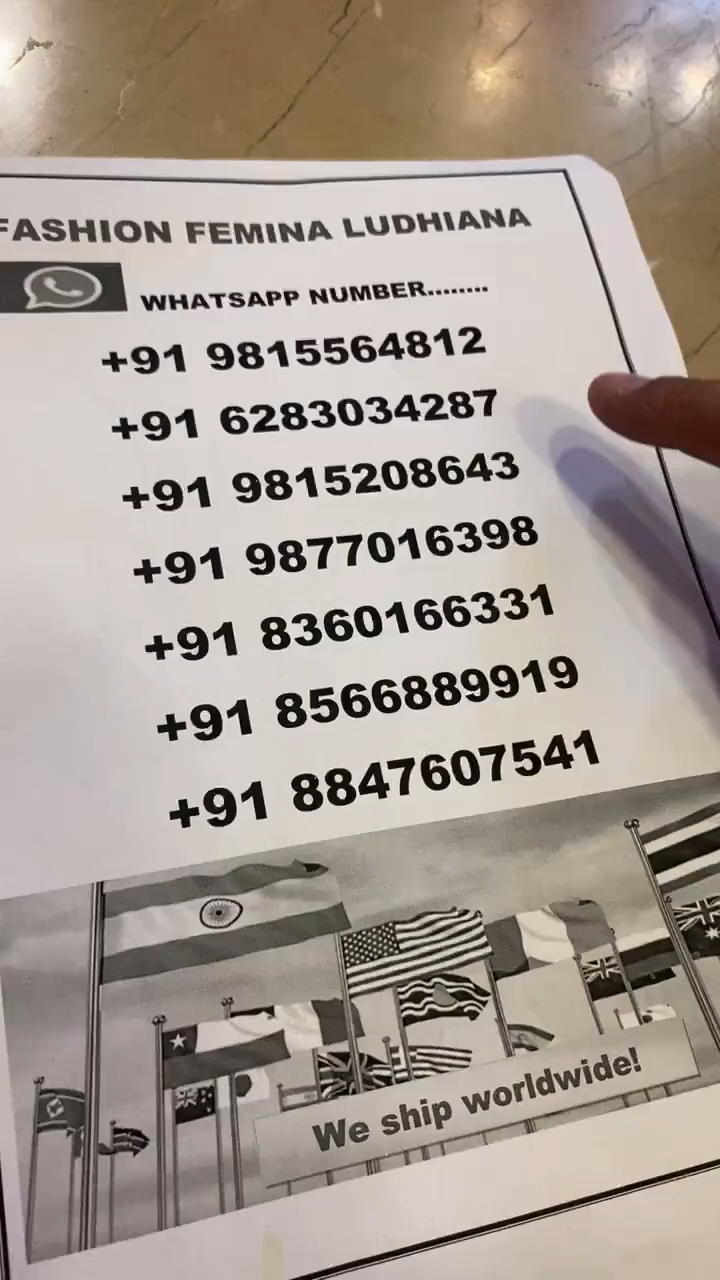 FASHION FEMINA LUDHIANA
WHATSAPP NUMBER........
+91 9815564812
+91 6283034287
+91 9815208643
+91 9877016398
+91 8360166331
+91 8566889919
+91 8847607541
We ship worldwide!